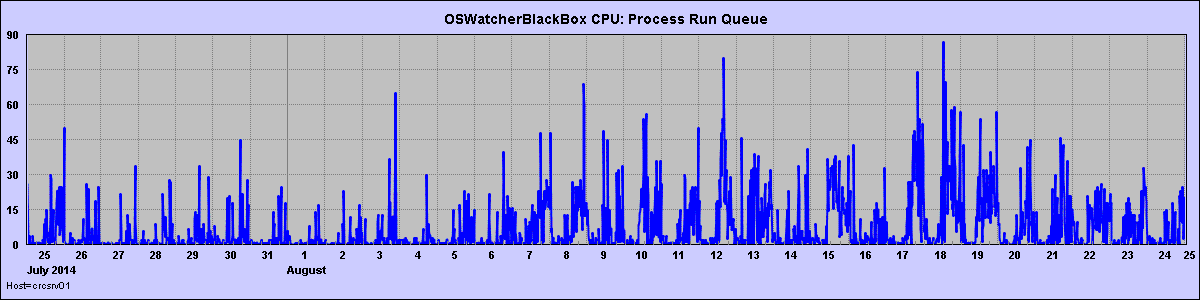 OSWatcherBlackBox CPU: Process Run Queue
90
75
60
45
30
15
0
25 26 27 28 29 30 31 1 2 3 4 5 6 7 8 9 10 11 12 13 14 15 16 17 18 19 20 21 22 23 24 25
July 2014 August
Host=crcsrv01